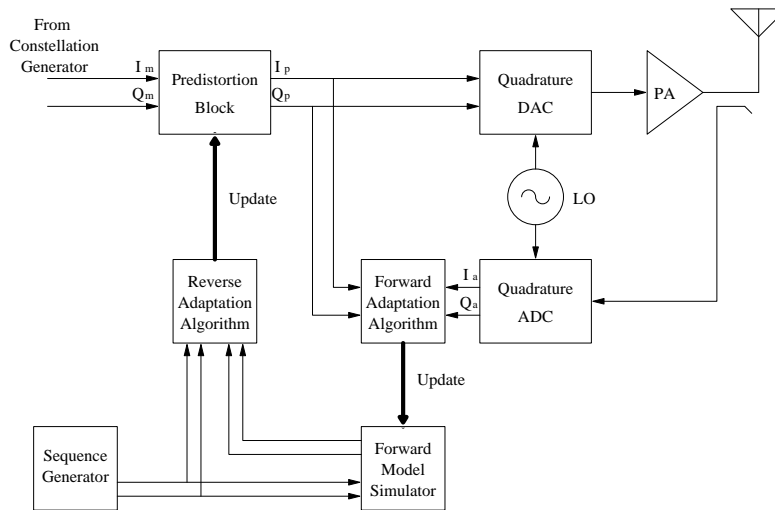 From
Constellation
Generator
I m
Q m
Predistortion
Block
I p
Q p
Quadrature
DAC
PA
LO
Update
Reverse
Adaptation
Algorithm
Forward
Adaptation
Algorithm
I a
Q a
Quadrature
ADC
Update
Sequence
Generator
Forward
Model
Simulator